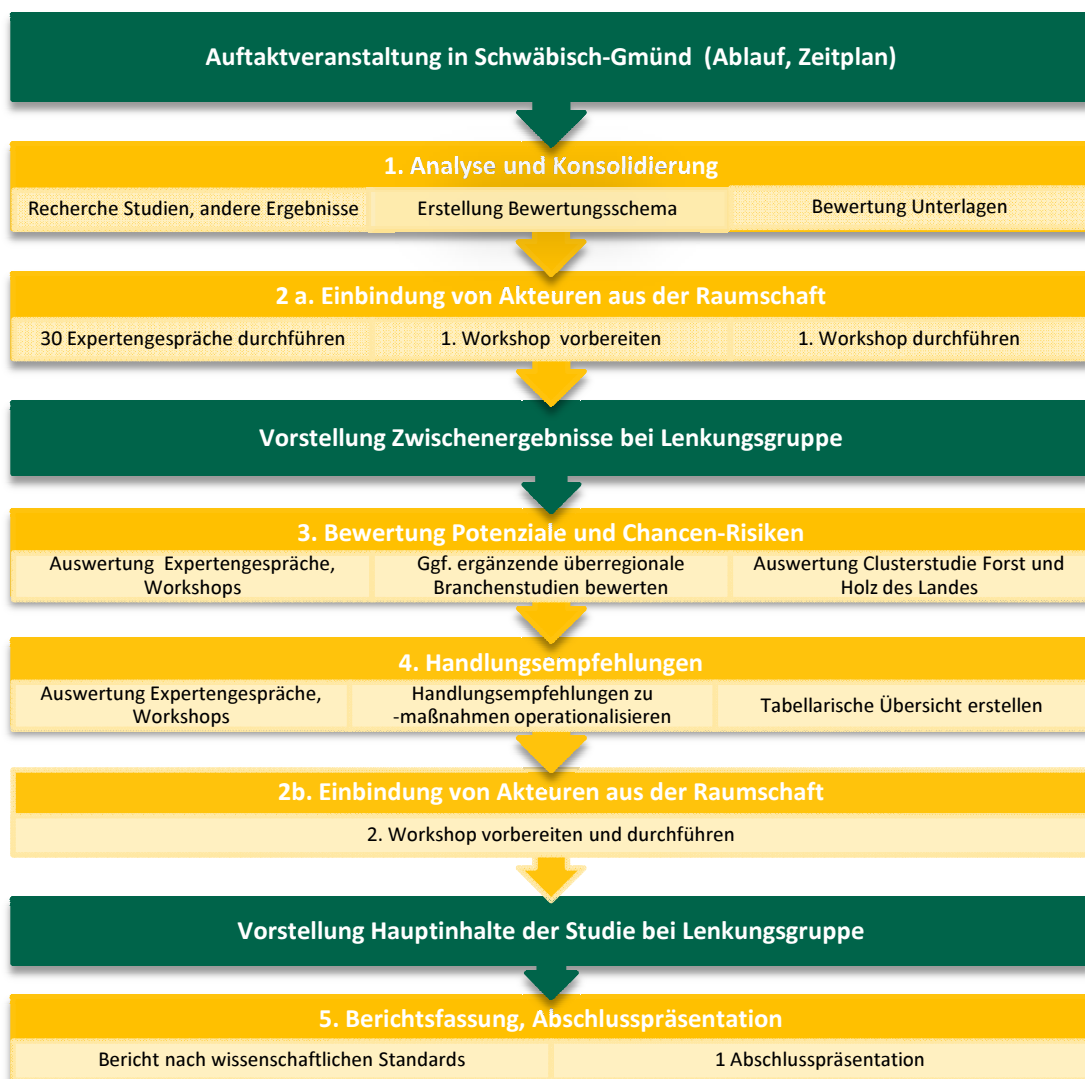 Auftaktveranstaltung in Schwäbisch-Gmünd (Ablauf, Zeitplan)
1. Analyse und Konsolidierung
Recherche Studien, andere Ergebnisse
Erstellung Bewertungsschema
Bewertung Unterlagen
2 a. Einbindung von Akteuren aus der Raumschaft
30 Expertengespräche durchführen
1. Workshop vorbereiten
1. Workshop durchführen
Vorstellung Zwischenergebnisse bei Lenkungsgruppe
3. Bewertung Potenziale und Chancen-Risiken
Auswertung Expertengespräche,
Workshops
Ggf. ergänzende überregionale
Branchenstudien bewerten
Auswertung Clusterstudie Forst und
Holz des Landes
4. Handlungsempfehlungen
Auswertung Expertengespräche,
Workshops
Handlungsempfehlungen zu
-maßnahmen operationalisieren
Tabellarische Übersicht erstellen
2b. Einbindung von Akteuren aus der Raumschaft
2. Workshop vorbereiten und durchführen
Vorstellung Hauptinhalte der Studie bei Lenkungsgruppe
5. Berichtsfassung, Abschlusspräsentation
Bericht nach wissenschaftlichen Standards
1 Abschlusspräsentation